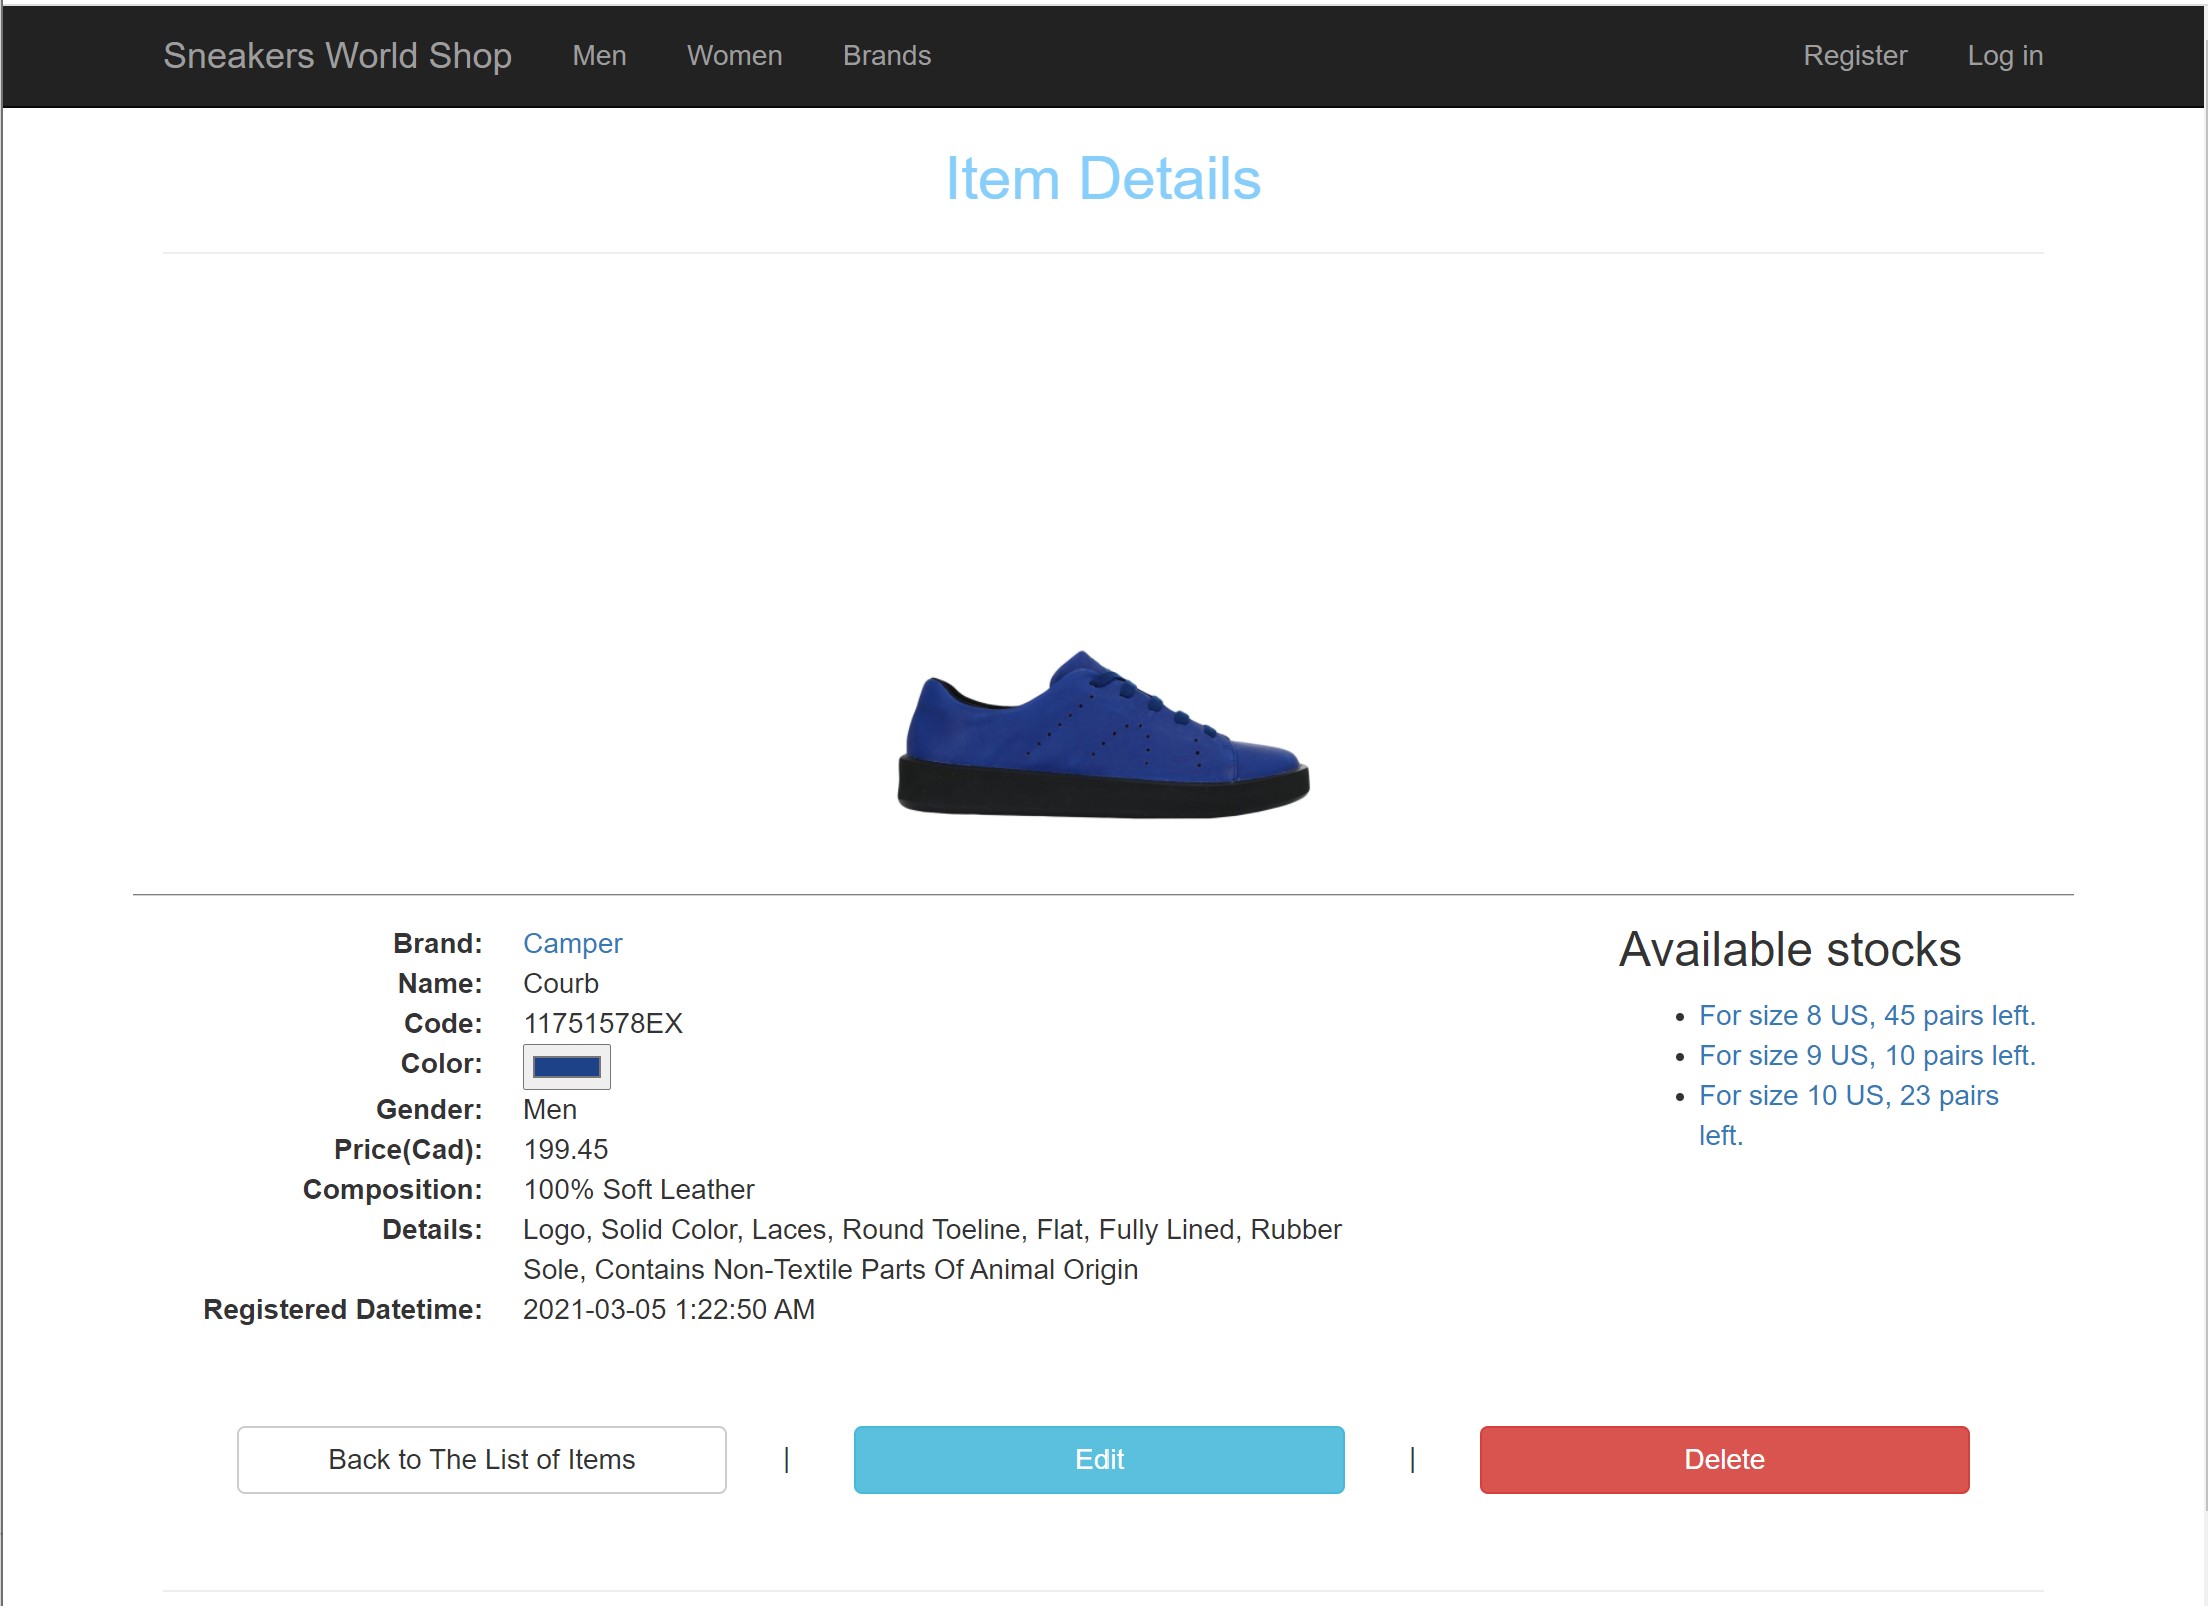 Sneakers World Shop Men Women Brands Register Log in
Item Details
Brand: Camper
Name: Courb
Code: 11751578EX
Color:
Gender: Men
Price(Cad): 199.45
Composition: 100% Soft Leather
Details: Logo, Solid Color, Laces, Round Toeline, Flat, Fully Lined, Rubber
Sole, Contains Non-Textile Parts Of Animal Origin
Registered Datetime: 2021-03-05 1:22:50 AM
Available stocks
• For size 8 US, 45 pairs left.
• For size 9 US, 10 pairs left.
• For size 10 US, 23 pairs
left.
Back to The List of Items | Edit | Delete